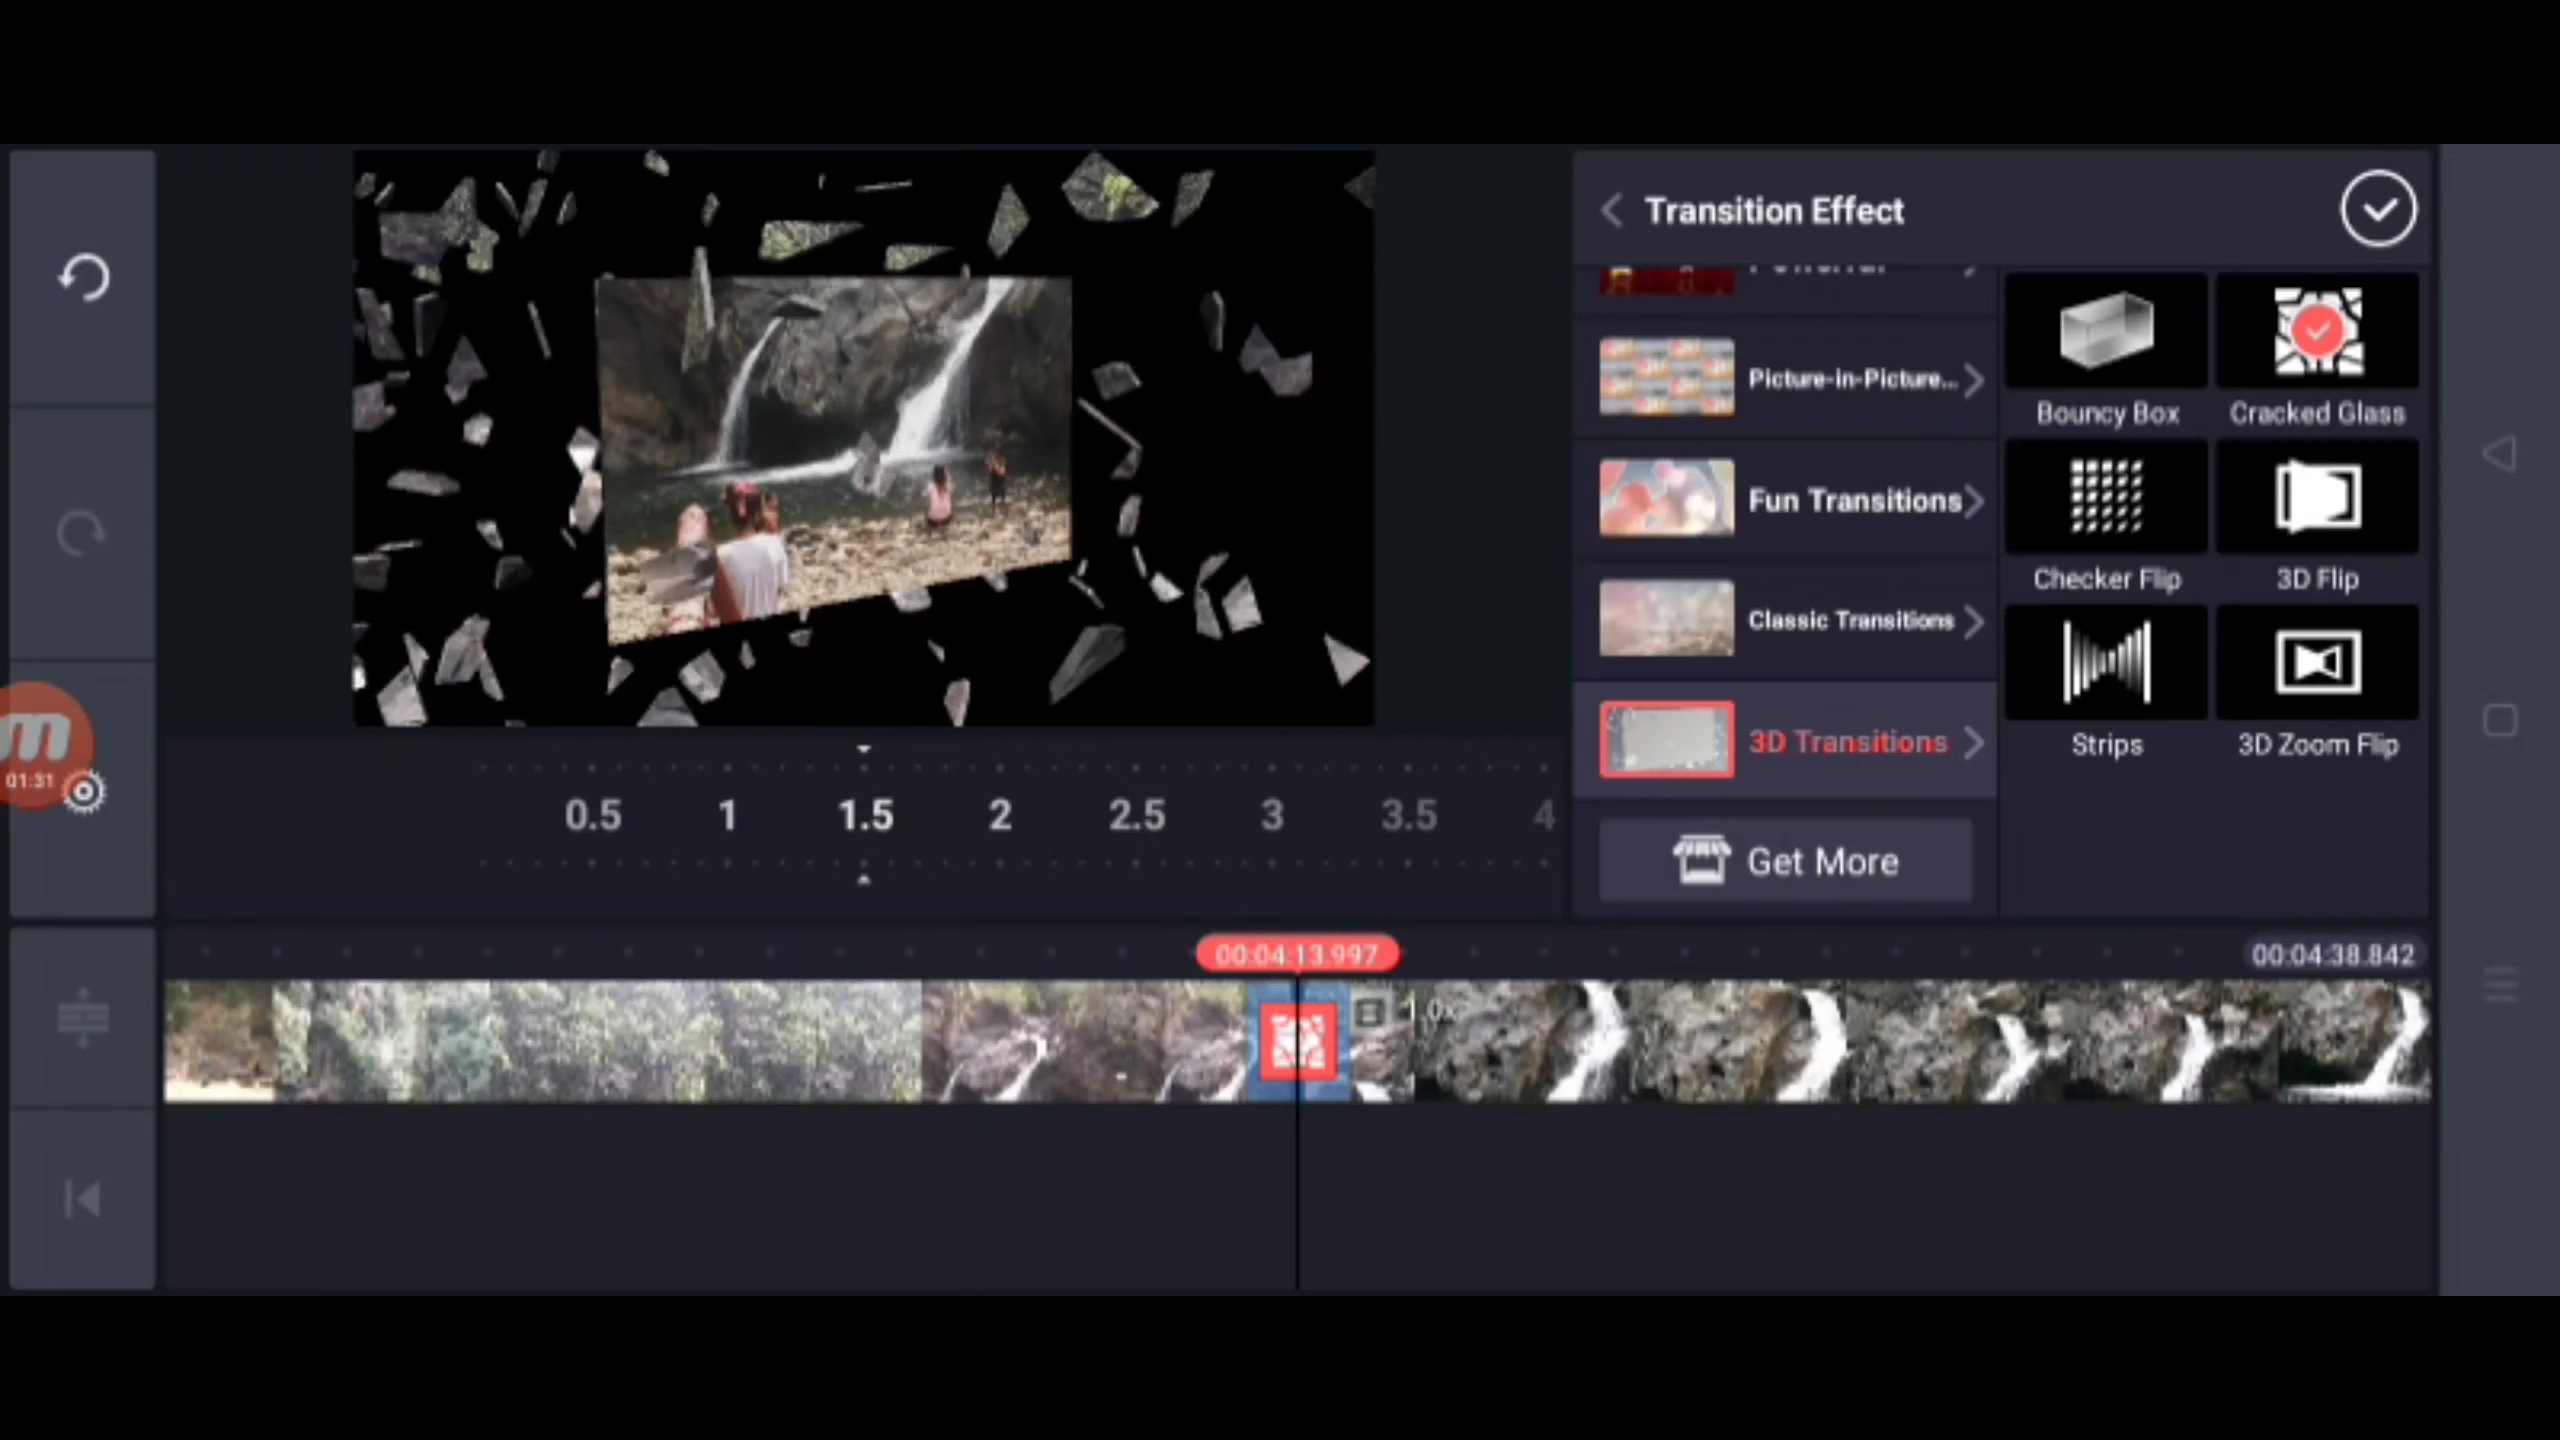 Transition Effect
Picture-in-Picture...
Fun Transitions
Classic Transitions
3D Transitions
Get More
Bouncy Box
Cracked Glass
Checker Flip
3D Flip
Strips
3D Zoom Flip
m
01:31
0.5 1 1.5 2 2.5 3 3.5 4
00:04:13.997
00:04:38.842
1.0x